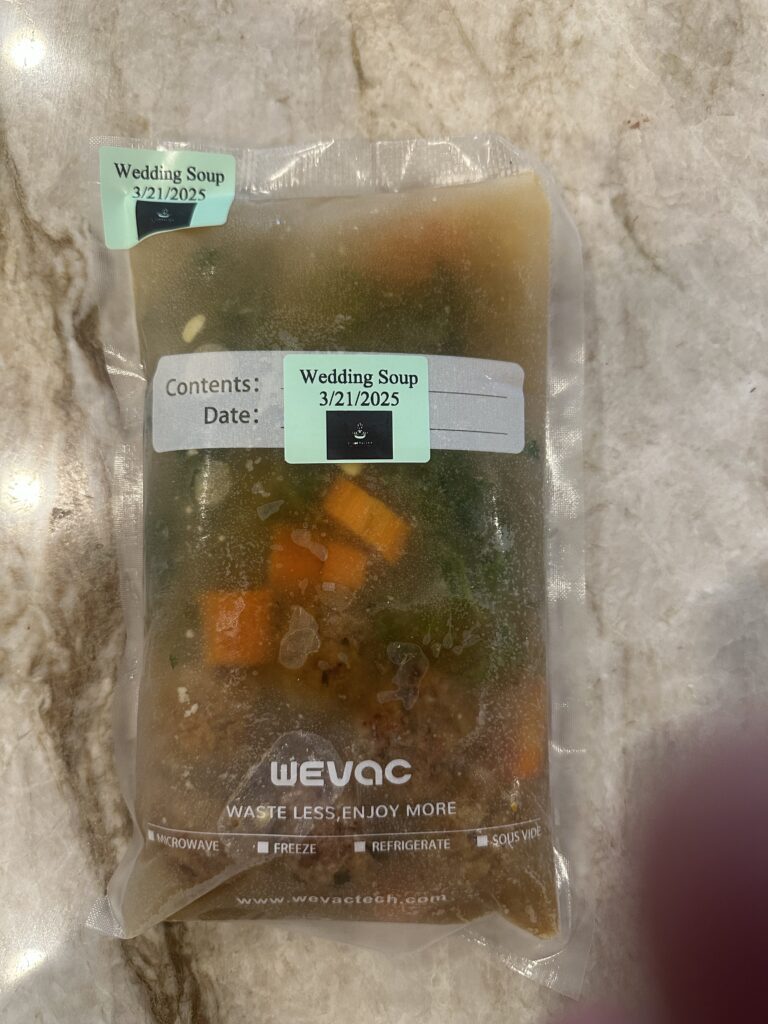 Wedding Soup
3/21/2025
Contents:
Date:
Wedding Soup
3/21/2025
WEVAC
WASTE LESS,ENJOY MORE
MICROWAVE FREEZE REFRIGERATE SOUS VIDE
www.wevactech.com